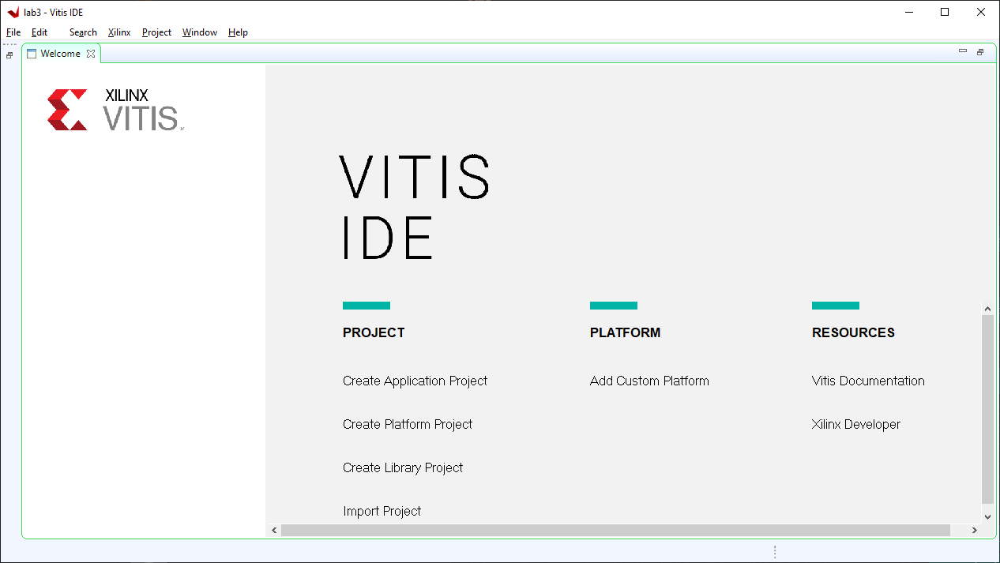 lab3 - Vitis IDE
File Edit Search Xilinx Project Window Help
Welcome
XILINX
VITIS
VITIS
IDE
PROJECT PLATFORM RESOURCES
Create Application Project Add Custom Platform Vitis Documentation
Create Platform Project Xilinx Developer
Create Library Project
Import Project